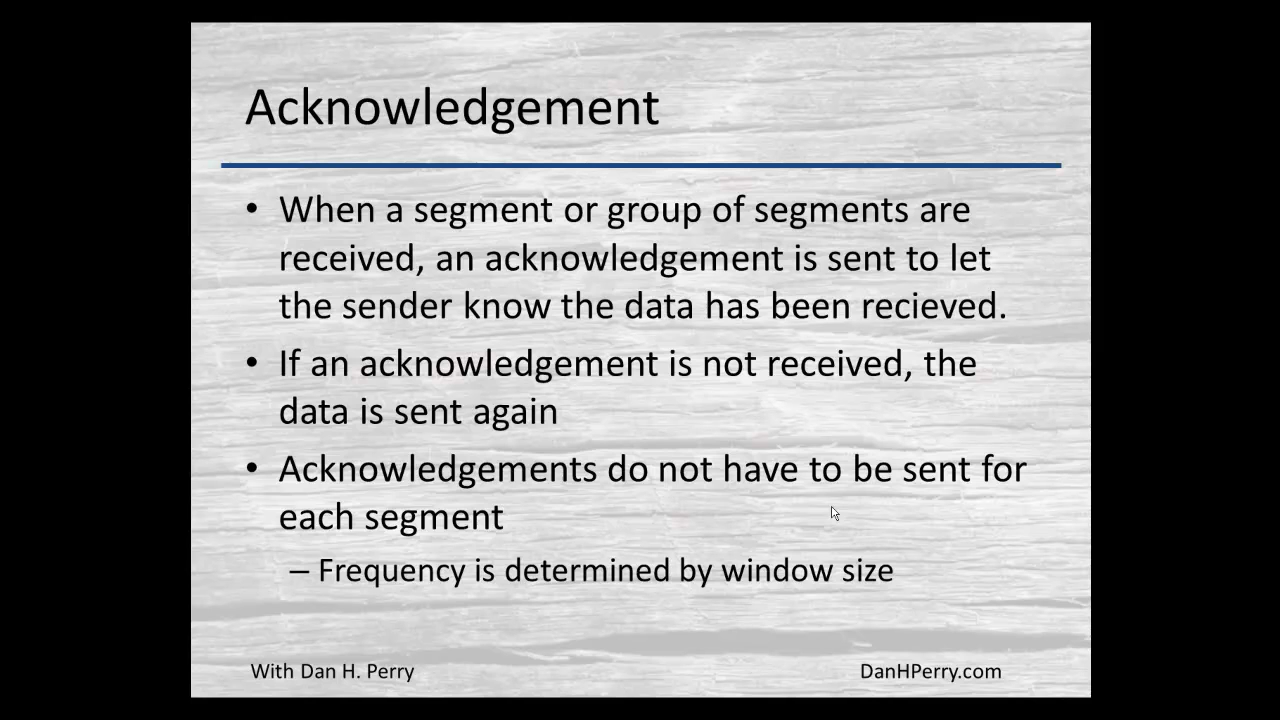 Acknowledgement
• When a segment or group of segments are
received, an acknowledgement is sent to let
the sender know the data has been recieved.
• If an acknowledgement is not received, the
data is sent again
• Acknowledgements do not have to be sent for
each segment
– Frequency is determined by window size
With Dan H. Perry
DanHPerry.com